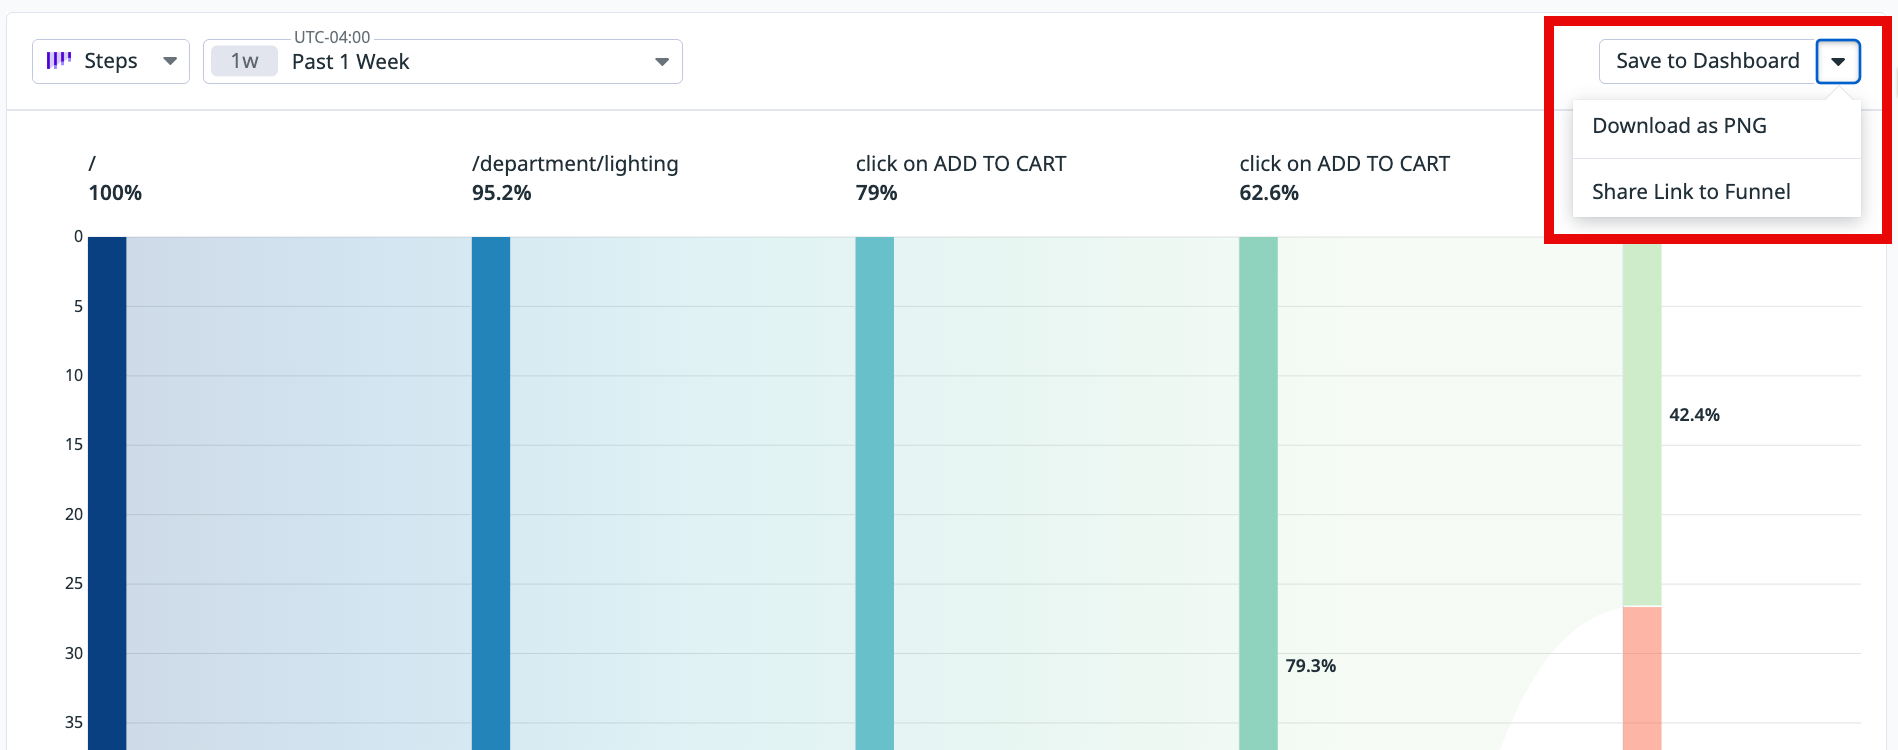 UTC-04:00
Steps
1w Past 1 Week
Save to Dashboard
Download as PNG
Share Link to Funnel
/
100%
/department/lighting
95.2%
click on ADD TO CART
79%
click on ADD TO CART
62.6%
0
5
10
15
20
25
30
35
42.4%
79.3%